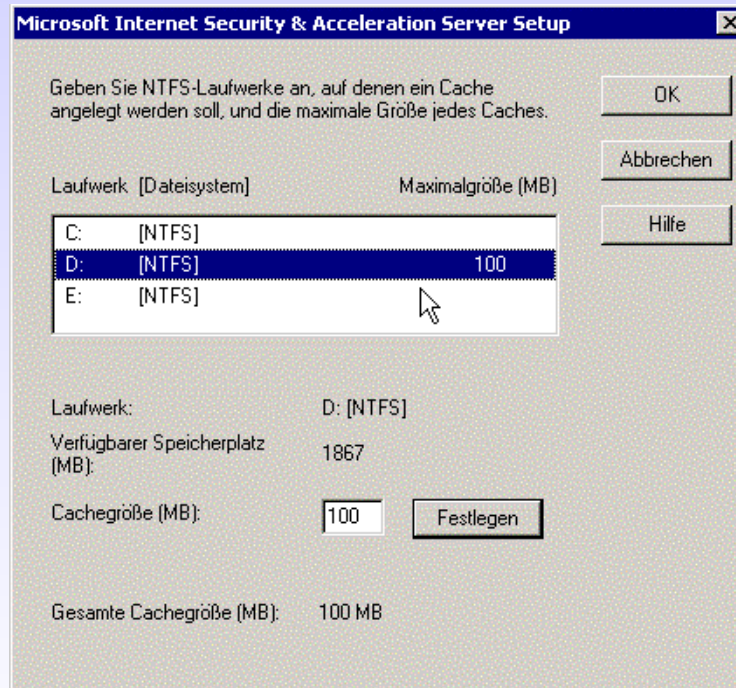 Microsoft Internet Security & Acceleration Server Setup
Geben Sie NTFS-Laufwerke an, auf denen ein Cache
angelegt werden soll, und die maximale Größe jedes Caches.
OK
Abbrechen
Hilfe
Laufwerk [Dateisystem] Maximalgröße (MB)
C: [NTFS]
D: [NTFS] 100
E: [NTFS]
Laufwerk: D: [NTFS]
Verfügbarer Speicherplatz
(MB): 1867
Cachegröße (MB): 100 Festlegen
Gesamte Cachegröße (MB): 100 MB